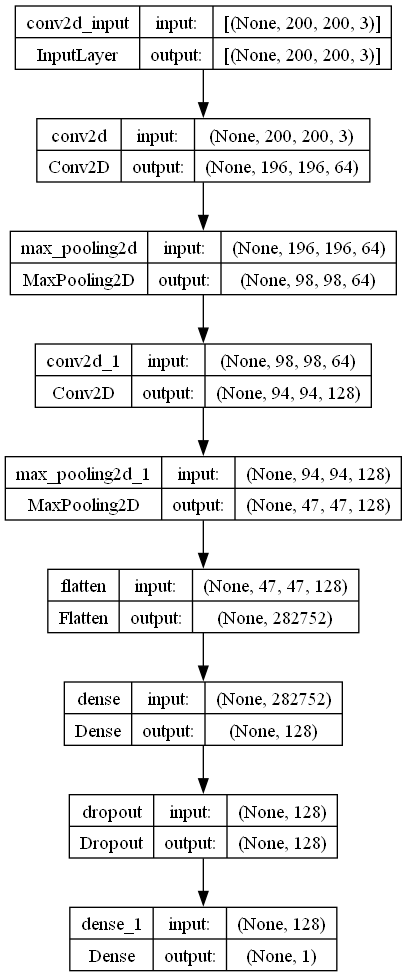 conv2d_input input: [(None, 200, 200, 3)]
InputLayer output: [(None, 200, 200, 3)]
conv2d input: (None, 200, 200, 3)
Conv2D output: (None, 196, 196, 64)
max_pooling2d input: (None, 196, 196, 64)
MaxPooling2D output: (None, 98, 98, 64)
conv2d_1 input: (None, 98, 98, 64)
Conv2D output: (None, 94, 94, 128)
max_pooling2d_1 input: (None, 94, 94, 128)
MaxPooling2D output: (None, 47, 47, 128)
flatten input: (None, 47, 47, 128)
Flatten output: (None, 282752)
dense input: (None, 282752)
Dense output: (None, 128)
dropout input: (None, 128)
Dropout output: (None, 128)
dense_1 input: (None, 128)
Dense output: (None, 1)